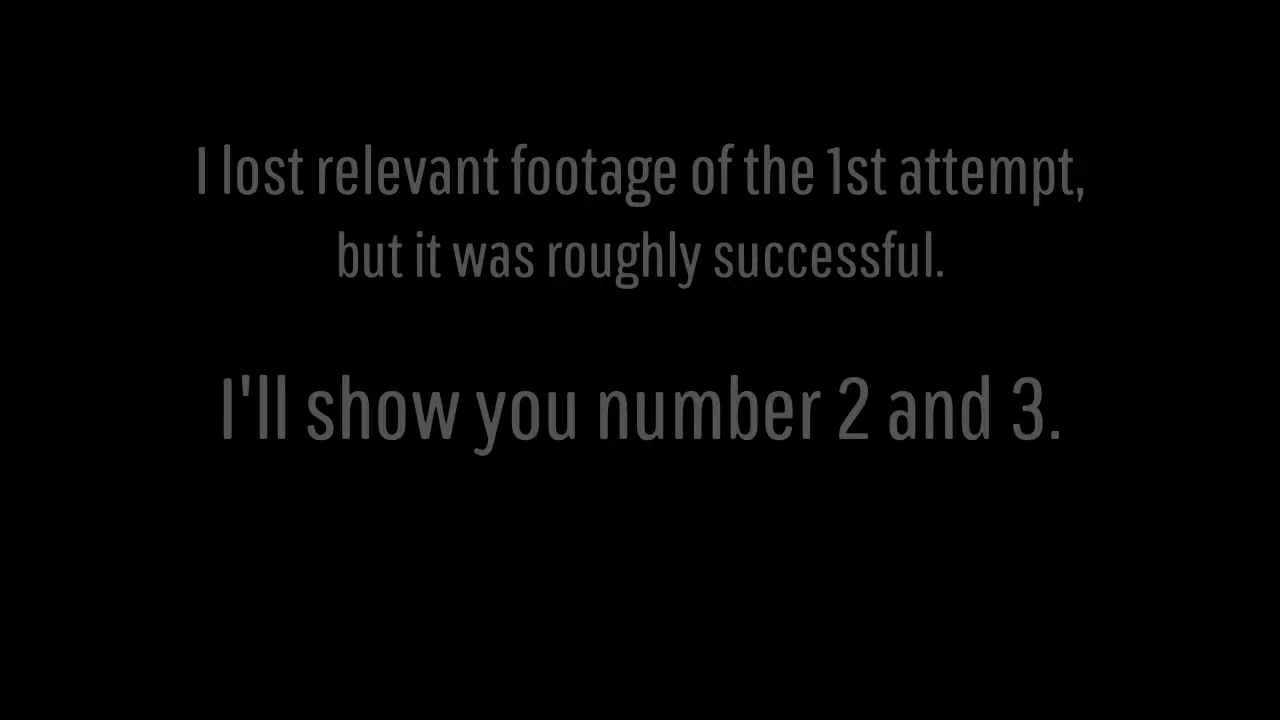 I lost relevant footage of the 1st attempt,
but it was roughly successful.
I'll show you number 2 and 3.